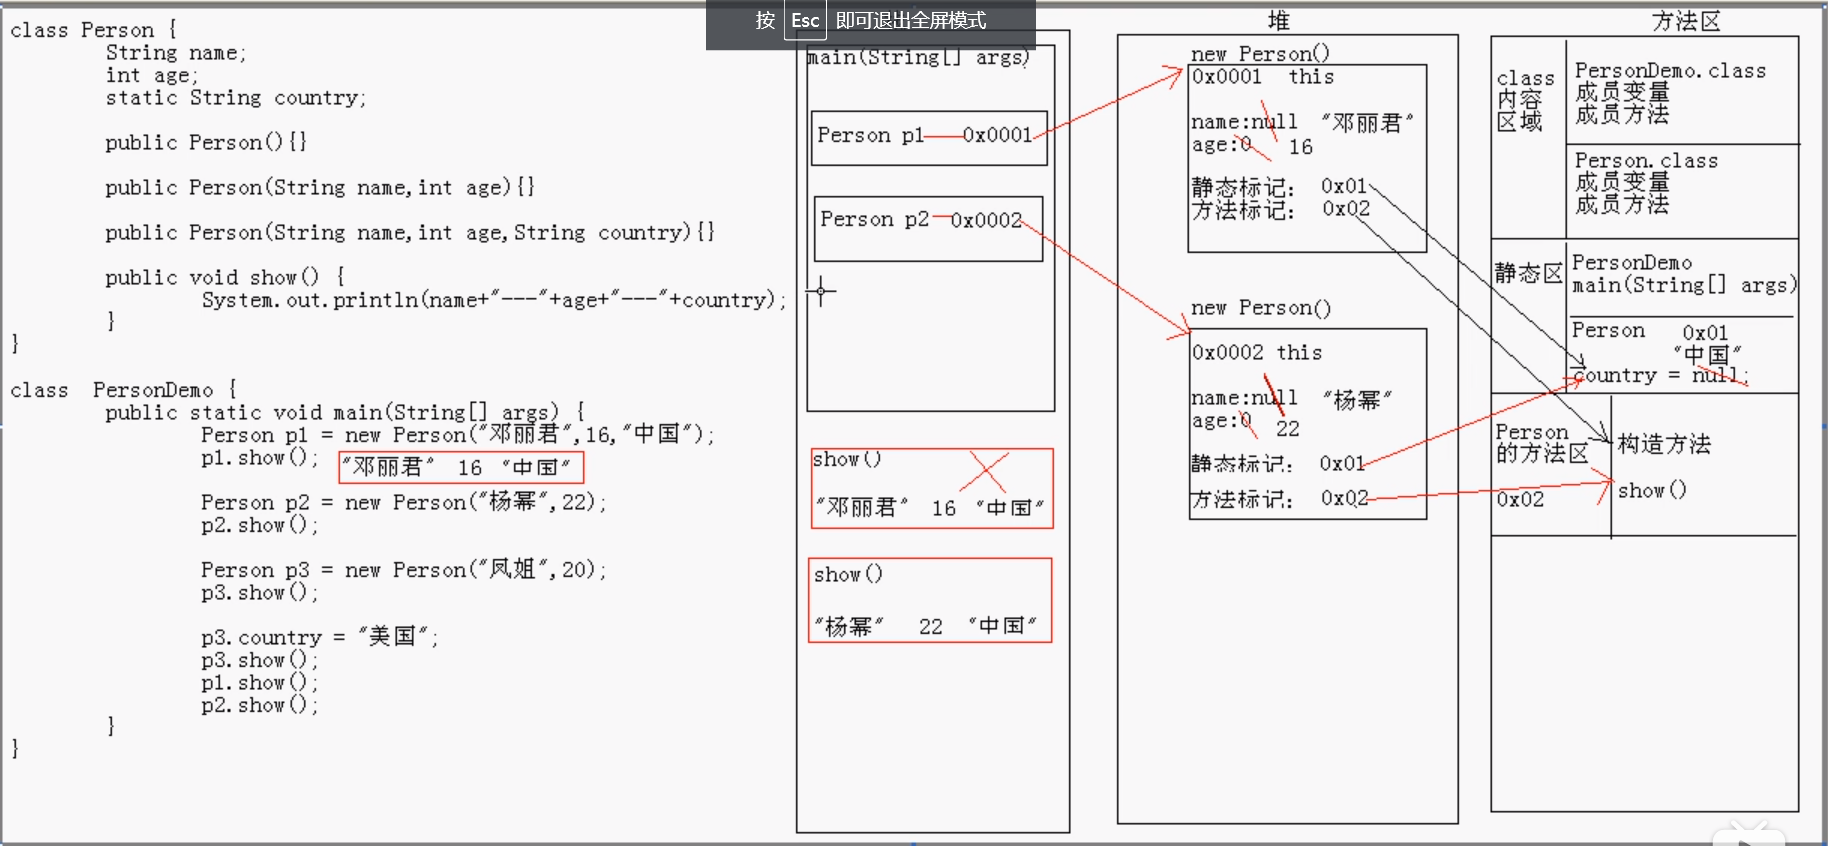 按 Esc 即可退出全屏模式
class Person {
String name;
int age;
static String country;
public Person(){}
public Person(String name,int age){}
public Person(String name,int age,String country){}
public void show() {
System.out.println(name+"---"+age+"---"+country);
}
}
class PersonDemo {
public static void main(String[] args) {
Person p1 = new Person("邓丽君",16,"中国");
p1.show(); "邓丽君" 16 "中国"
Person p2 = new Person("杨幂",22);
p2.show();
Person p3 = new Person("凤姐",20);
p3.show();
p3.country = "美国";
p3.show();
p1.show();
p2.show();
}
}
main(String[] args)
Person p1 0x0001
Person p2 0x0002
show()
"邓丽君" 16 "中国"
show()
"杨幂" 22 "中国"
堆
new Person()
0x0001 this
name:null "邓丽君"
age:0 16
静态标记: 0x01
方法标记: 0x02
new Person()
0x0002 this
name:null "杨幂"
age:0 22
静态标记: 0x01
方法标记: 0x02
方法区
class
内容
区域
PersonDemo.class
成员变量
成员方法
Person.class
成员变量
成员方法
静态区
PersonDemo
main(String[] args)
Person 0x01
"中国"
country = null;
Person
的方法区
0x02
构造方法
show()